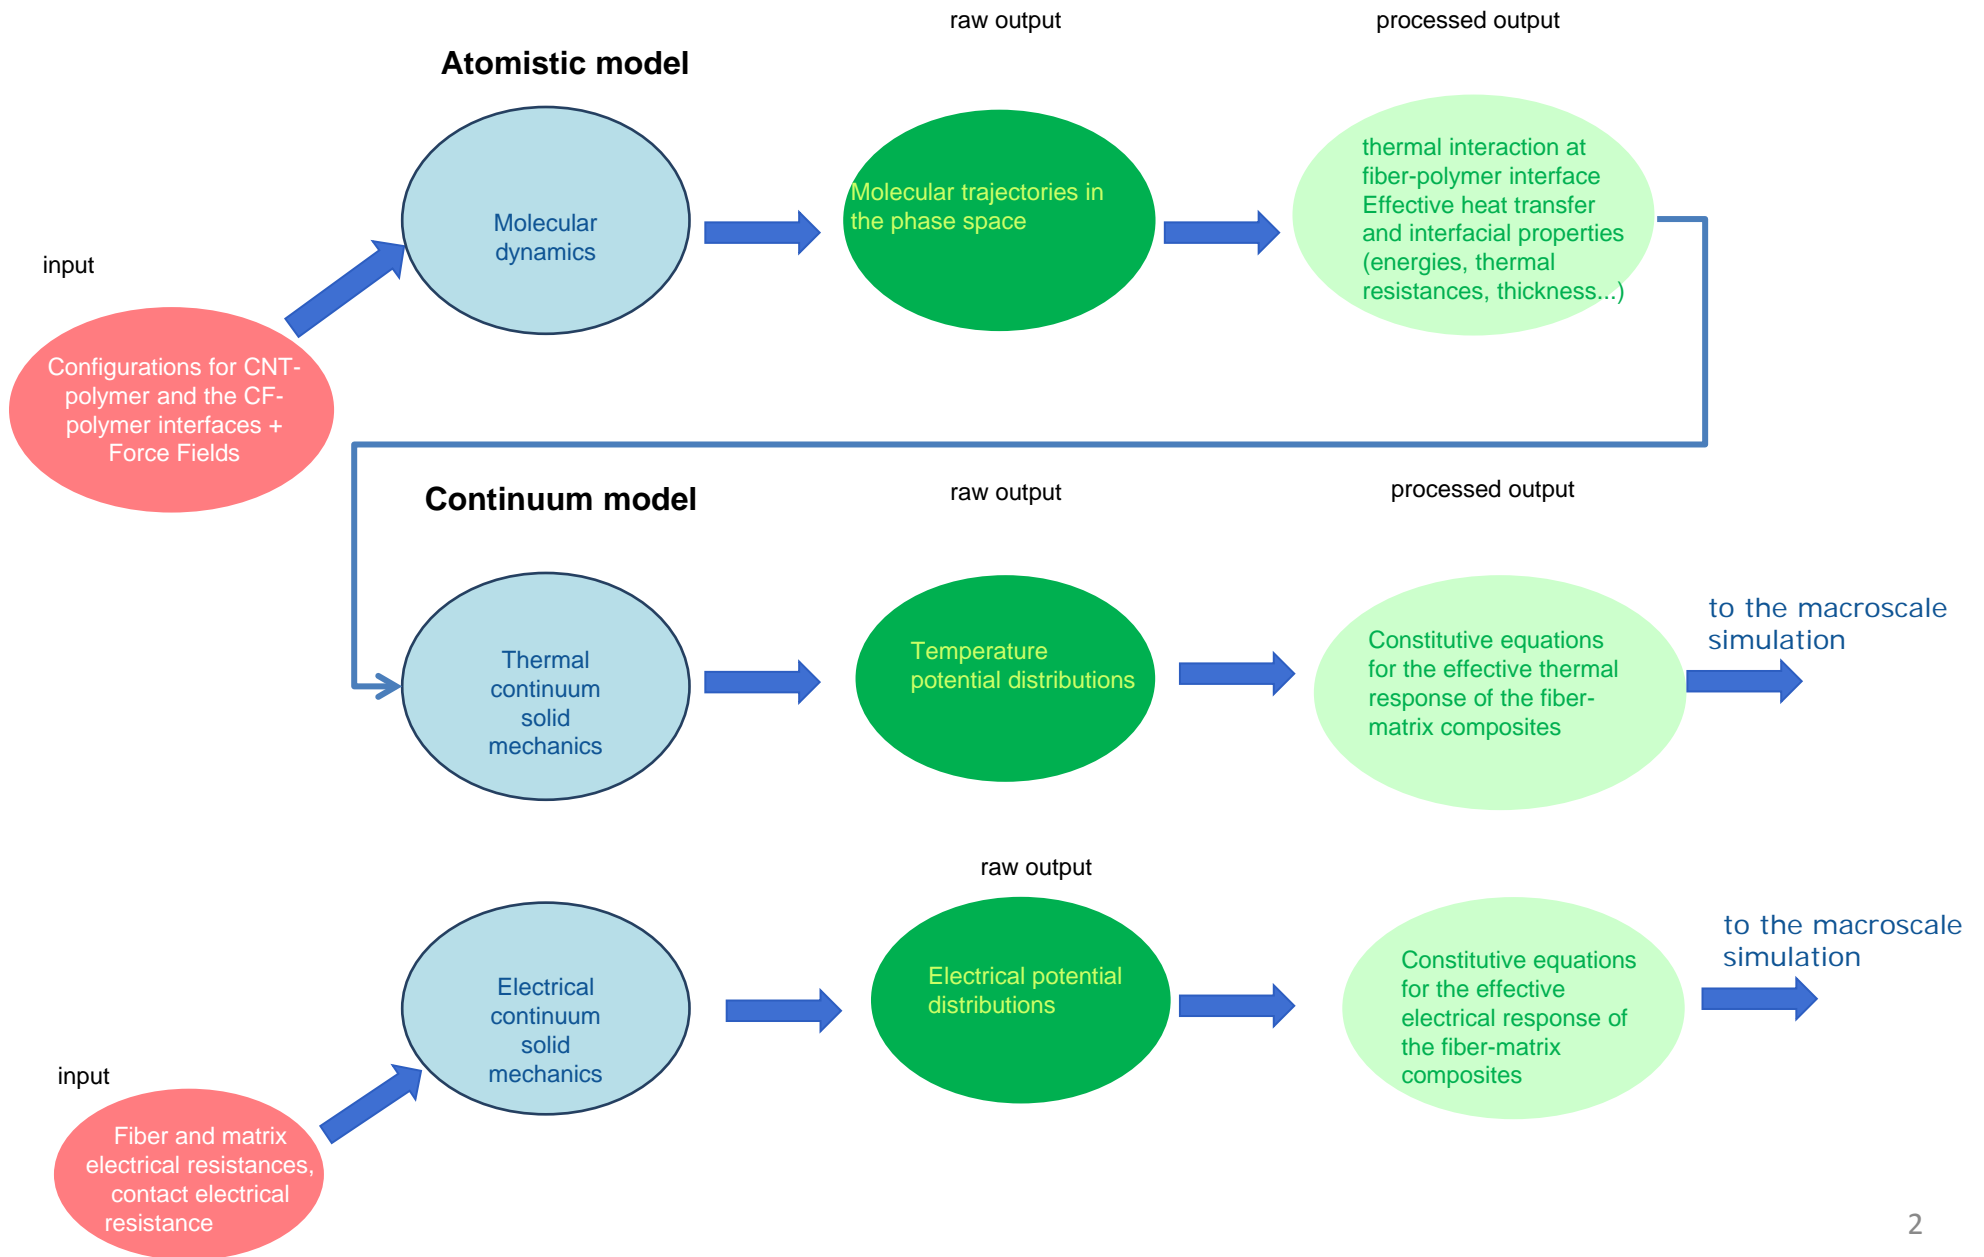 raw output
processed output
Atomistic model
input
Configurations for CNT-
polymer and the CF-
polymer interfaces +
Force Fields
Molecular
dynamics
Molecular trajectories in
the phase space
thermal interaction at
fiber-polymer interface
Effective heat transfer
and interfacial properties
(energies, thermal
resistances, thickness...)
Continuum model
raw output
processed output
Thermal
continuum
solid
mechanics
Temperature
potential distributions
Constitutive equations
for the effective thermal
response of the fiber-
matrix composites
to the macroscale
simulation
raw output
input
Fiber and matrix
electrical resistances,
contact electrical
resistance
Electrical
continuum
solid
mechanics
Electrical potential
distributions
Constitutive equations
for the effective
electrical response of
the fiber-matrix
composites
to the macroscale
simulation
2